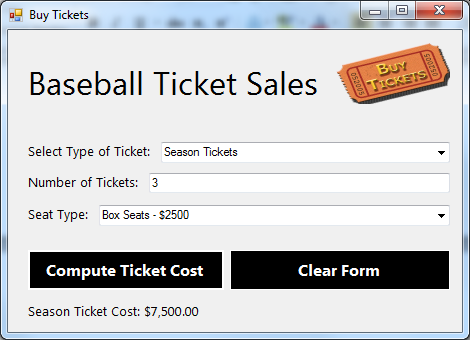 Buy Tickets
Baseball Ticket Sales
BUY
TICKETS
Select Type of Ticket: Season Tickets
Number of Tickets: 3
Seat Type: Box Seats - $2500
Compute Ticket Cost Clear Form
Season Ticket Cost: $7,500.00